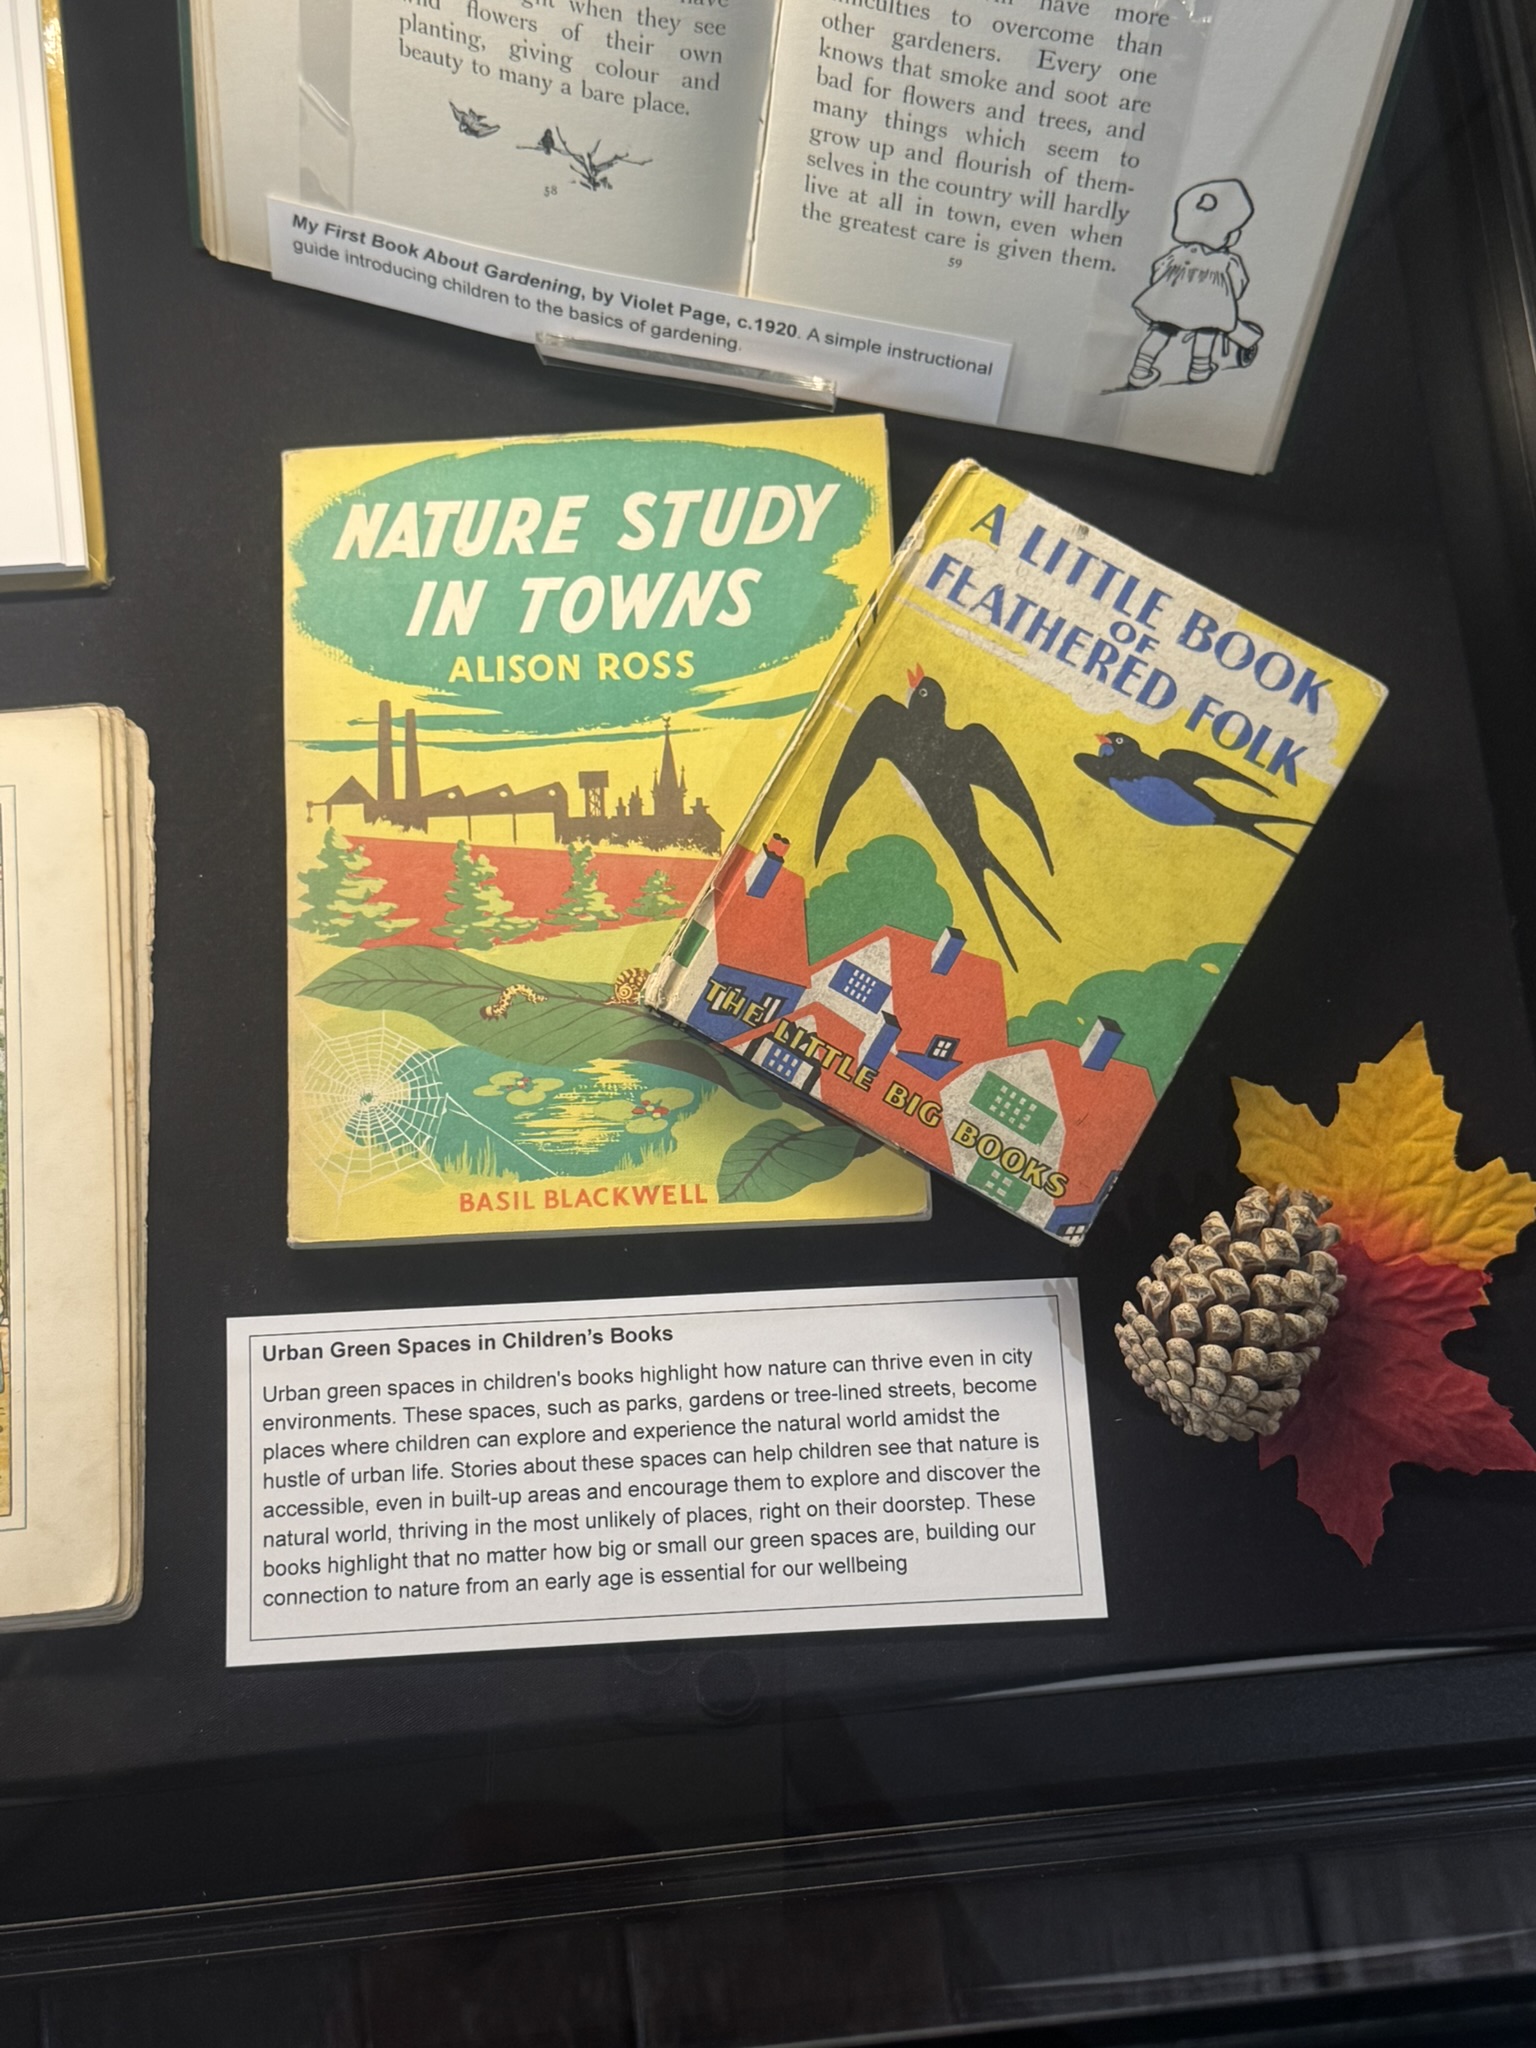 have
when they see
flowers of their own
planting, giving colour and
beauty to many a bare place.
58
have more
to overcome than
other gardeners. Every one
knows that smoke and soot are
bad for flowers and trees, and
many things which seem to
grow up and flourish of them-
selves in the country will hardly
live at all in town, even when
the greatest care is given them.
59
My First Book About Gardening, by Violet Page, c.1920. A simple instructional
guide introducing children to the basics of gardening.
NATURE STUDY
IN TOWNS
ALISON ROSS
BASIL BLACKWELL
A LITTLE BOOK
OF
FEATHERED FOLK
THE LITTLE BIG BOOKS
Urban Green Spaces in Children's Books
Urban green spaces in children's books highlight how nature can thrive even in city
environments. These spaces, such as parks, gardens or tree-lined streets, become
places where children can explore and experience the natural world amidst the
hustle of urban life. Stories about these spaces can help children see that nature is
accessible, even in built-up areas and encourage them to explore and discover the
natural world, thriving in the most unlikely of places, right on their doorstep. These
books highlight that no matter how big or small our green spaces are, building our
connection to nature from an early age is essential for our wellbeing